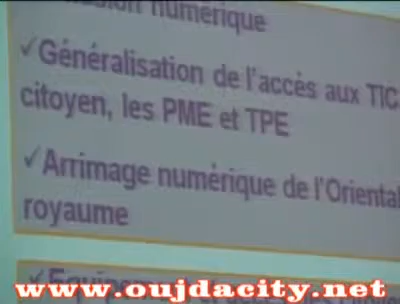 numérique
✓Généralisation de l'accès aux TIC
citoyen, les PME et TPE
✓Arrimage numérique de l'Oriental
royaume
www.oujdacity.net